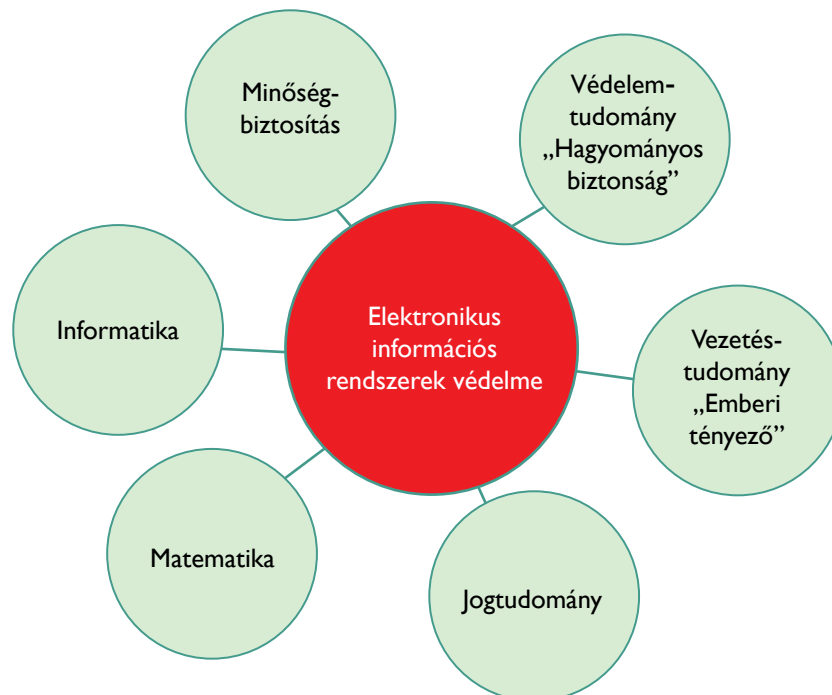 Minőség-
biztosítás
Védelem-
tudomány
„Hagyományos
biztonság”
Informatika
Elektronikus
információs
rendszerek védelme
Vezetés-
tudomány
„Emberi
tényező”
Matematika
Jogtudomány